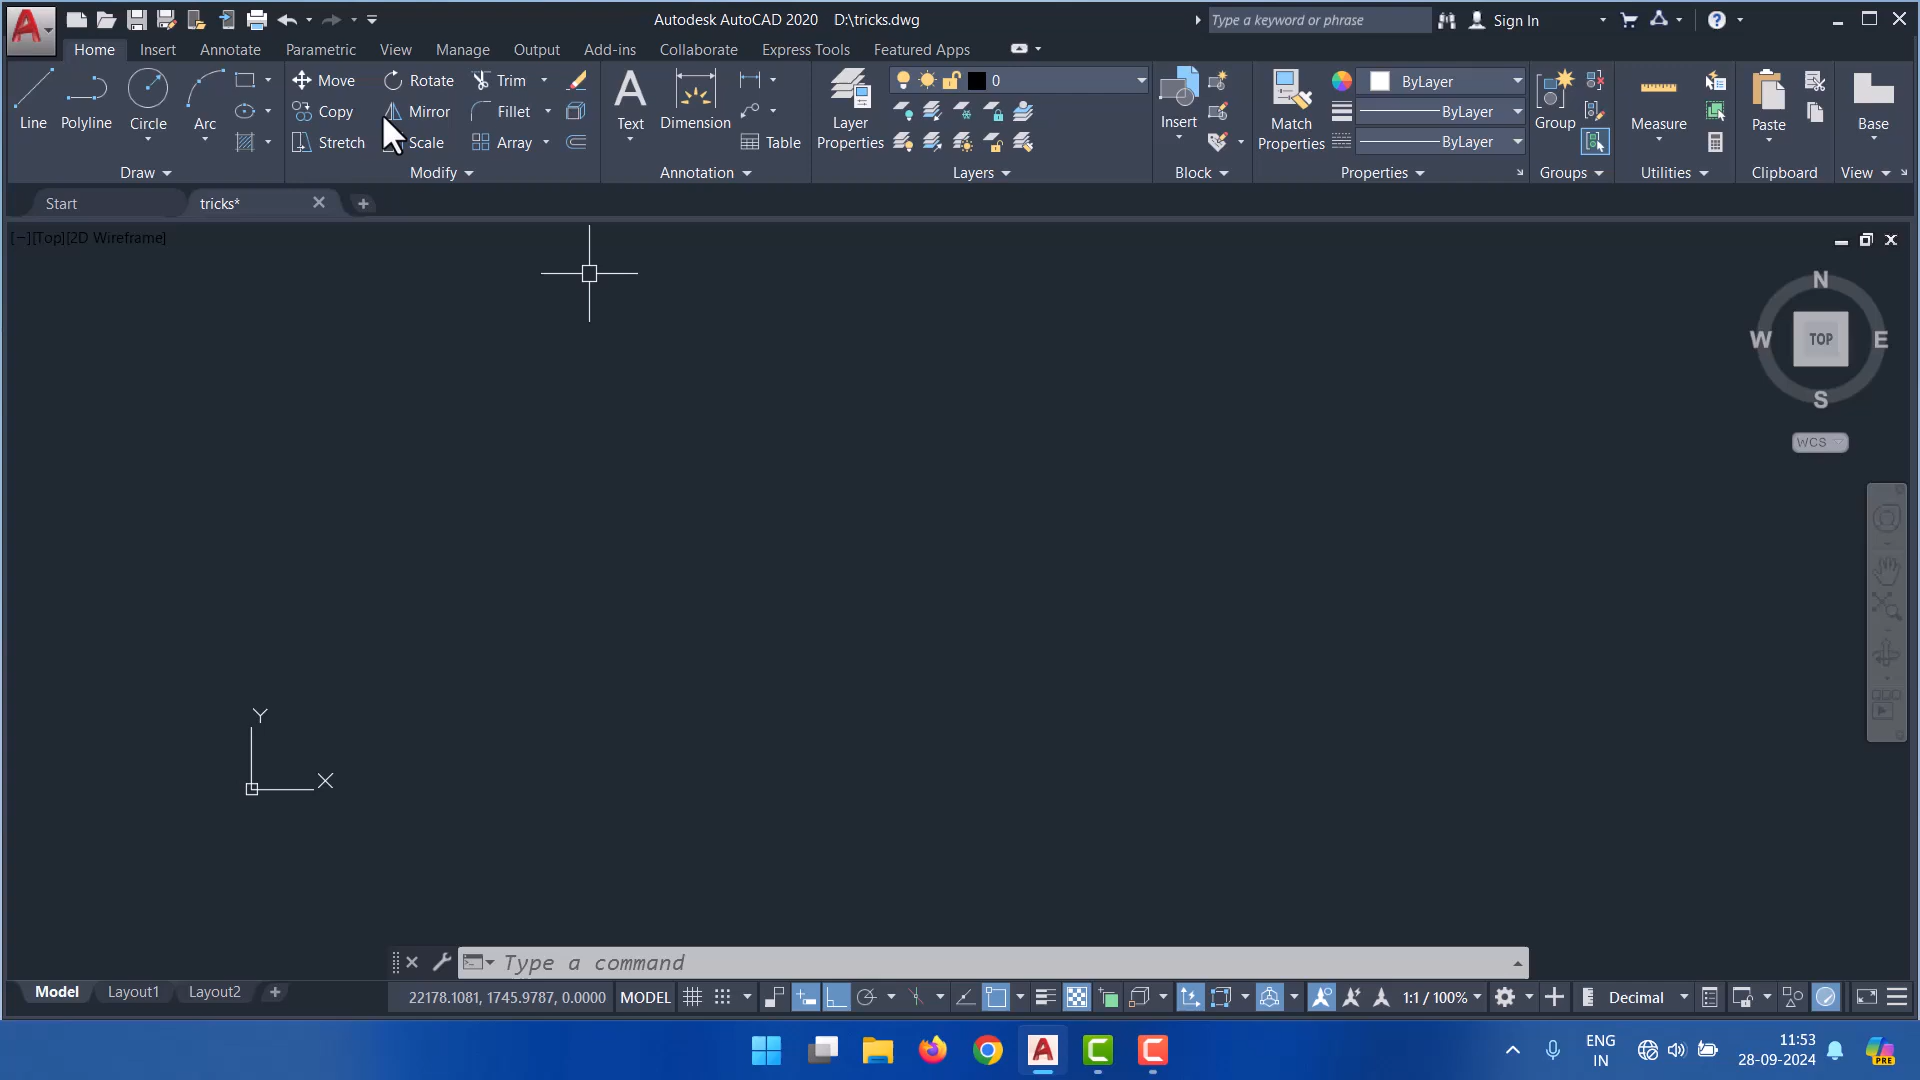 Autodesk AutoCAD 2020 D:\tricks.dwg
Type a keyword or phrase
Sign In
Home Insert Annotate Parametric View Manage Output Add-ins Collaborate Express Tools Featured Apps
Line
Polyline
Circle
Arc
Draw
Move
Rotate
Trim
Copy
Mirror
Fillet
Stretch
Scale
Array
Modify
Text
Dimension
Table
Annotation
Layer
Properties
0
Layers
Insert
Block
Match
Properties
ByLayer
ByLayer
ByLayer
Properties
Group
Groups
Measure
Utilities
Paste
Clipboard
Base
View
Start
tricks*
[−][Top][2D Wireframe]
N
W
TOP
E
S
WCS
Y
X
Type a command
Model
Layout1
Layout2
22178.1081, 1745.9787, 0.0000
MODEL
1:1 / 100%
Decimal
ENG
IN
11:53
28-09-2024
PRE